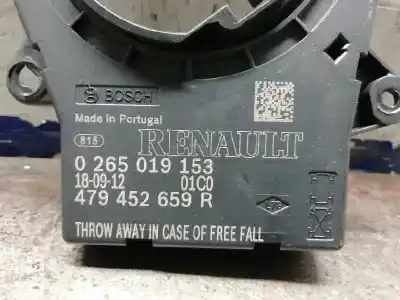 BOSCH
Made in Portugal
815
RENAULT
0 265 019 153
18-09-12 01C0
479 452 659 R
THROW AWAY IN CASE OF FREE FALL